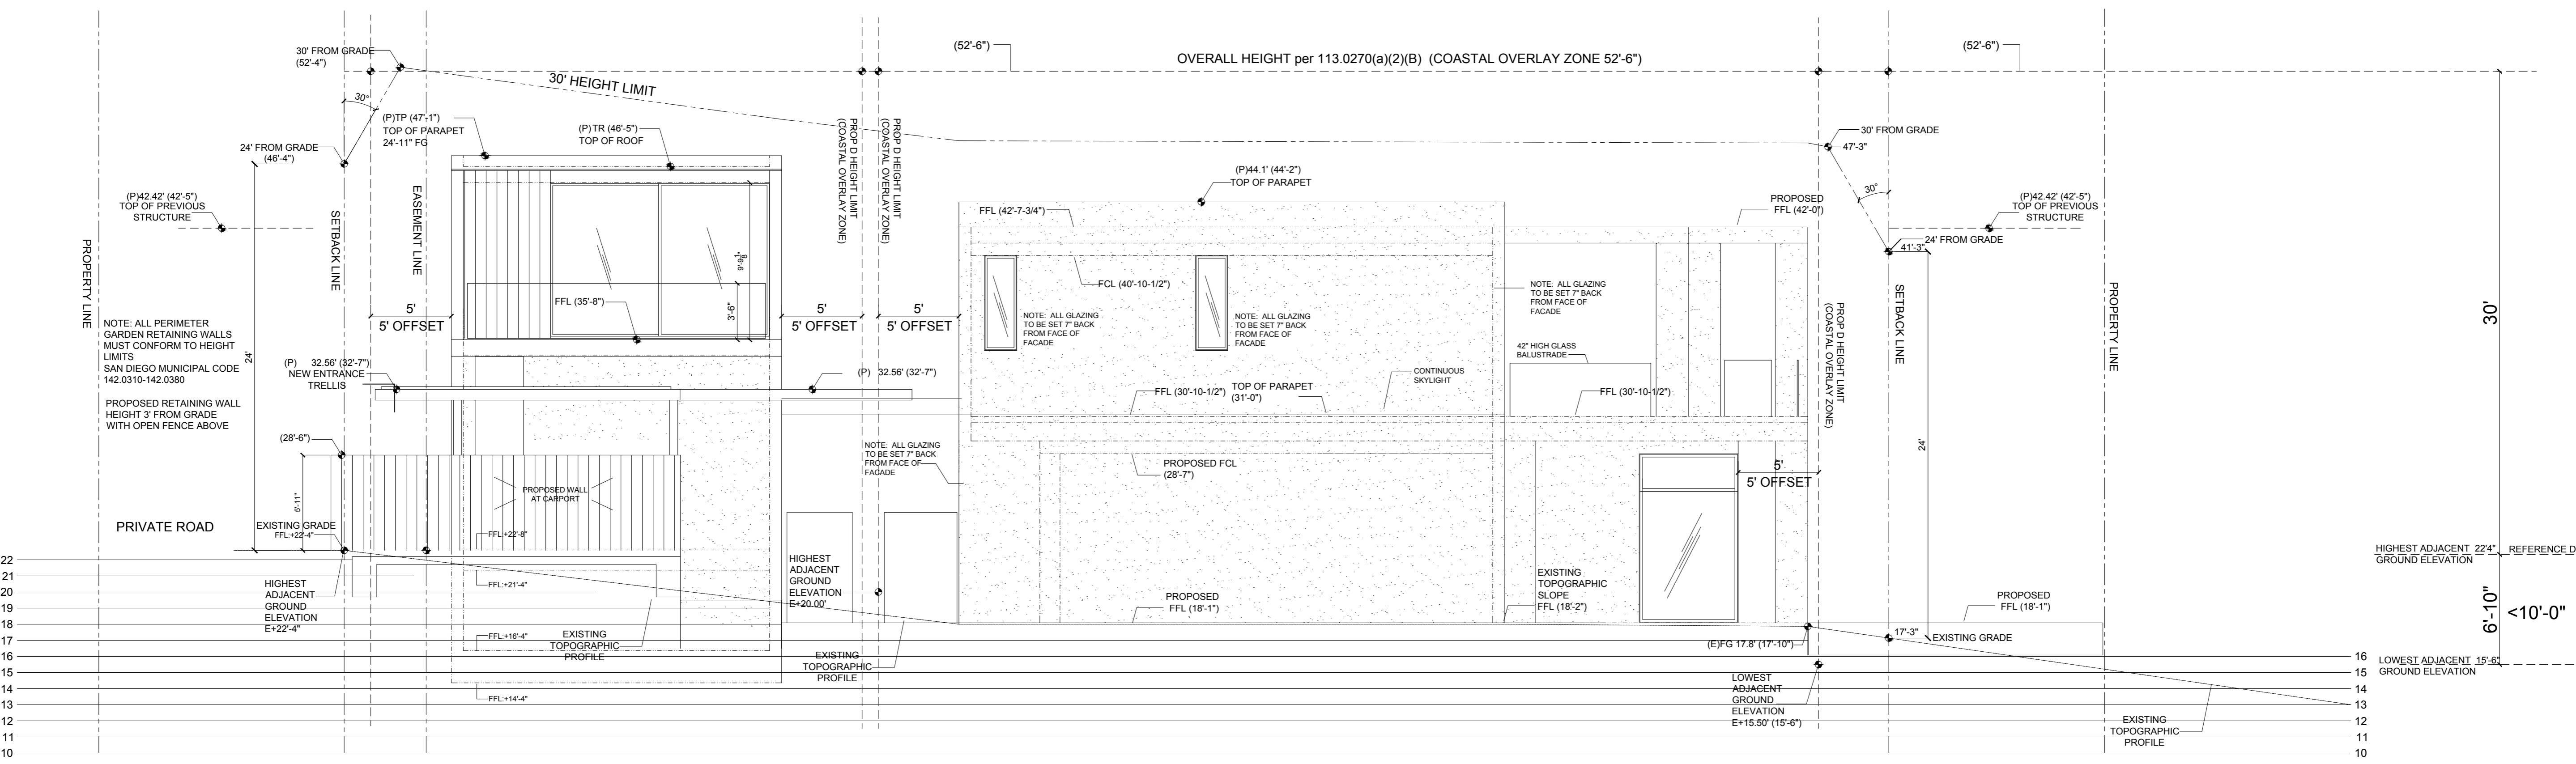 (52'-6")
(52'-6")
OVERALL HEIGHT per 113.0270(a)(2)(B) (COASTAL OVERLAY ZONE 52'-6")
30' FROM GRADE
(52'-4")
30' HEIGHT LIMIT
30°
(P)TP (47'-1")
TOP OF PARAPET
24'-11" FG
(P)TR (46'-5")
TOP OF ROOF
24' FROM GRADE
(46'-4")
PROP D HEIGHT LIMIT
(COASTAL OVERLAY ZONE)
PROP D HEIGHT LIMIT
(COASTAL OVERLAY ZONE)
30' FROM GRADE
47'-3"
30°
(P)44.1' (44'-2")
TOP OF PARAPET
(P)42.42' (42'-5")
TOP OF PREVIOUS
STRUCTURE
EASEMENT LINE
SETBACK LINE
PROPERTY LINE
FFL (42'-7-3/4")
PROPOSED
FFL (42'-0")
(P)42.42' (42'-5")
TOP OF PREVIOUS
STRUCTURE
24' FROM GRADE
41'-3"
FCL (40'-10-1/2")
9'-9 1/8"
3'-6"
FFL (35'-8")
5'
5' OFFSET
5'
5' OFFSET
5'
5' OFFSET
NOTE: ALL GLAZING
TO BE SET 7" BACK
FROM FACE OF
FACADE
NOTE: ALL GLAZING
TO BE SET 7" BACK
FROM FACE OF
FACADE
NOTE: ALL GLAZING
TO BE SET 7" BACK
FROM FACE OF
FACADE
PROP D HEIGHT LIMIT
(COASTAL OVERLAY ZONE)
SETBACK LINE
PROPERTY LINE
30'
NOTE: ALL PERIMETER
GARDEN RETAINING WALLS
MUST CONFORM TO HEIGHT
LIMITS
SAN DIEGO MUNICIPAL CODE
142.0310-142.0380
PROPOSED RETAINING WALL
HEIGHT 3' FROM GRADE
WITH OPEN FENCE ABOVE
24'
(P) 32.56' (32'-7")
NEW ENTRANCE
TRELLIS
(P) 32.56' (32'-7")
42" HIGH GLASS
BALUSTRADE
CONTINUOUS
SKYLIGHT
FFL (30'-10-1/2")
TOP OF PARAPET
(31'-0")
FFL (30'-10-1/2")
(28'-6")
5'-11"
NOTE: ALL GLAZING
TO BE SET 7" BACK
FROM FACE OF
FACADE
PROPOSED FCL
(28'-7")
5'
5' OFFSET
24'
PROPOSED WALL
AT CARPORT
PRIVATE ROAD
EXISTING GRADE
FFL:+22'-4"
FFL:+22'-8"
FFL:+21'-4"
HIGHEST
ADJACENT
GROUND
ELEVATION
E+22'-4"
HIGHEST
ADJACENT
GROUND
ELEVATION
E+20.00'
EXISTING
TOPOGRAPHIC
SLOPE
FFL (18'-2")
PROPOSED
FFL (18'-1")
PROPOSED
FFL (18'-1")
HIGHEST ADJACENT 22'4"
GROUND ELEVATION
REFERENCE D
6'-10"
<10'-0"
FFL:+16'-4"
EXISTING
TOPOGRAPHIC
PROFILE
EXISTING
TOPOGRAPHIC
PROFILE
(E)FG 17.8' (17'-10")
17'-3"
EXISTING GRADE
LOWEST ADJACENT 15'-6"
GROUND ELEVATION
FFL:+14'-4"
LOWEST
ADJACENT
GROUND
ELEVATION
E+15.50' (15'-6")
EXISTING
TOPOGRAPHIC
PROFILE
22
21
20
19
18
17
16
15
14
13
12
11
10
16
15
14
13
12
11
10